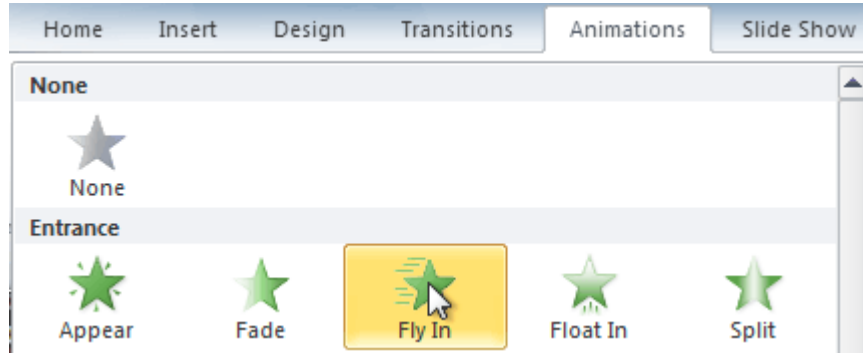 Home Insert Design Transitions Animations Slide Show
None
None
Entrance
Appear Fade Fly In Float In Split